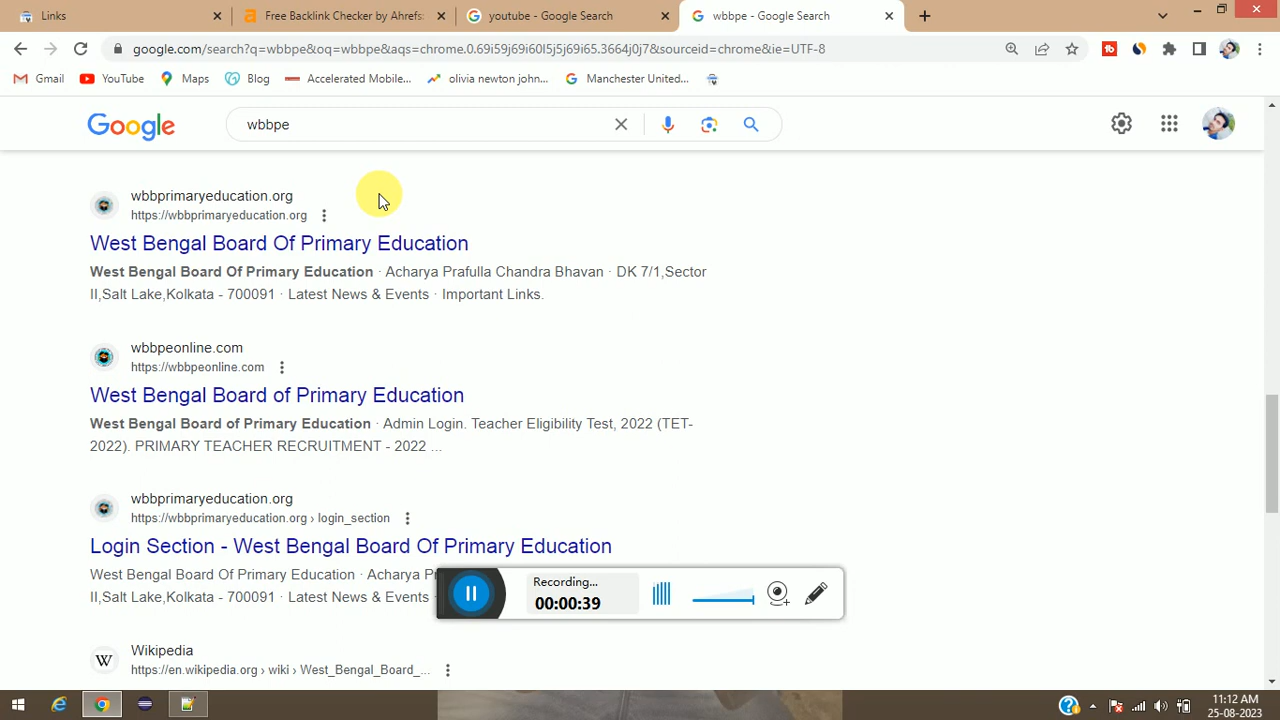 Links
Free Backlink Checker by Ahrefs:
youtube - Google Search
wbbpe - Google Search
google.com/search?q=wbbpe&oq=wbbpe&aqs=chrome.0.69i59j69i60l5j5j69i65.3664j0j7&sourceid=chrome&ie=UTF-8
Gmail
YouTube
Maps
Blog
Accelerated Mobile...
olivia newton john...
Manchester United...
Google
wbbpe
wbbprimaryeducation.org
https://wbbprimaryeducation.org
West Bengal Board Of Primary Education
West Bengal Board Of Primary Education · Acharya Prafulla Chandra Bhavan · DK 7/1,Sector
II,Salt Lake,Kolkata - 700091 · Latest News & Events · Important Links.
wbbpeonline.com
https://wbbpeonline.com
West Bengal Board of Primary Education
West Bengal Board of Primary Education · Admin Login. Teacher Eligibility Test, 2022 (TET-
2022). PRIMARY TEACHER RECRUITMENT - 2022 ...
wbbprimaryeducation.org
https://wbbprimaryeducation.org › login_section
Login Section - West Bengal Board Of Primary Education
West Bengal Board Of Primary Education · Acharya P
II,Salt Lake,Kolkata - 700091 · Latest News & Events
Recording...
00:00:39
W
Wikipedia
https://en.wikipedia.org › wiki › West_Bengal_Board_...
11:12 AM
25-08-2023